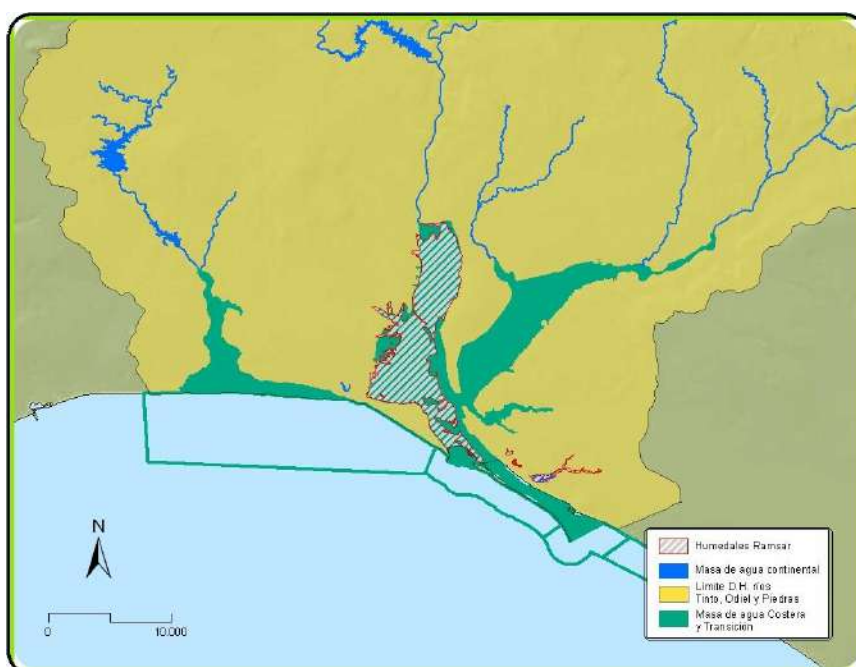 N
0 10.000
Humedales Ramsar
Masa de agua continental
Límite D.H. ríos
Tinto, Odiel y Piedras
Masa de agua Costera
y Transición